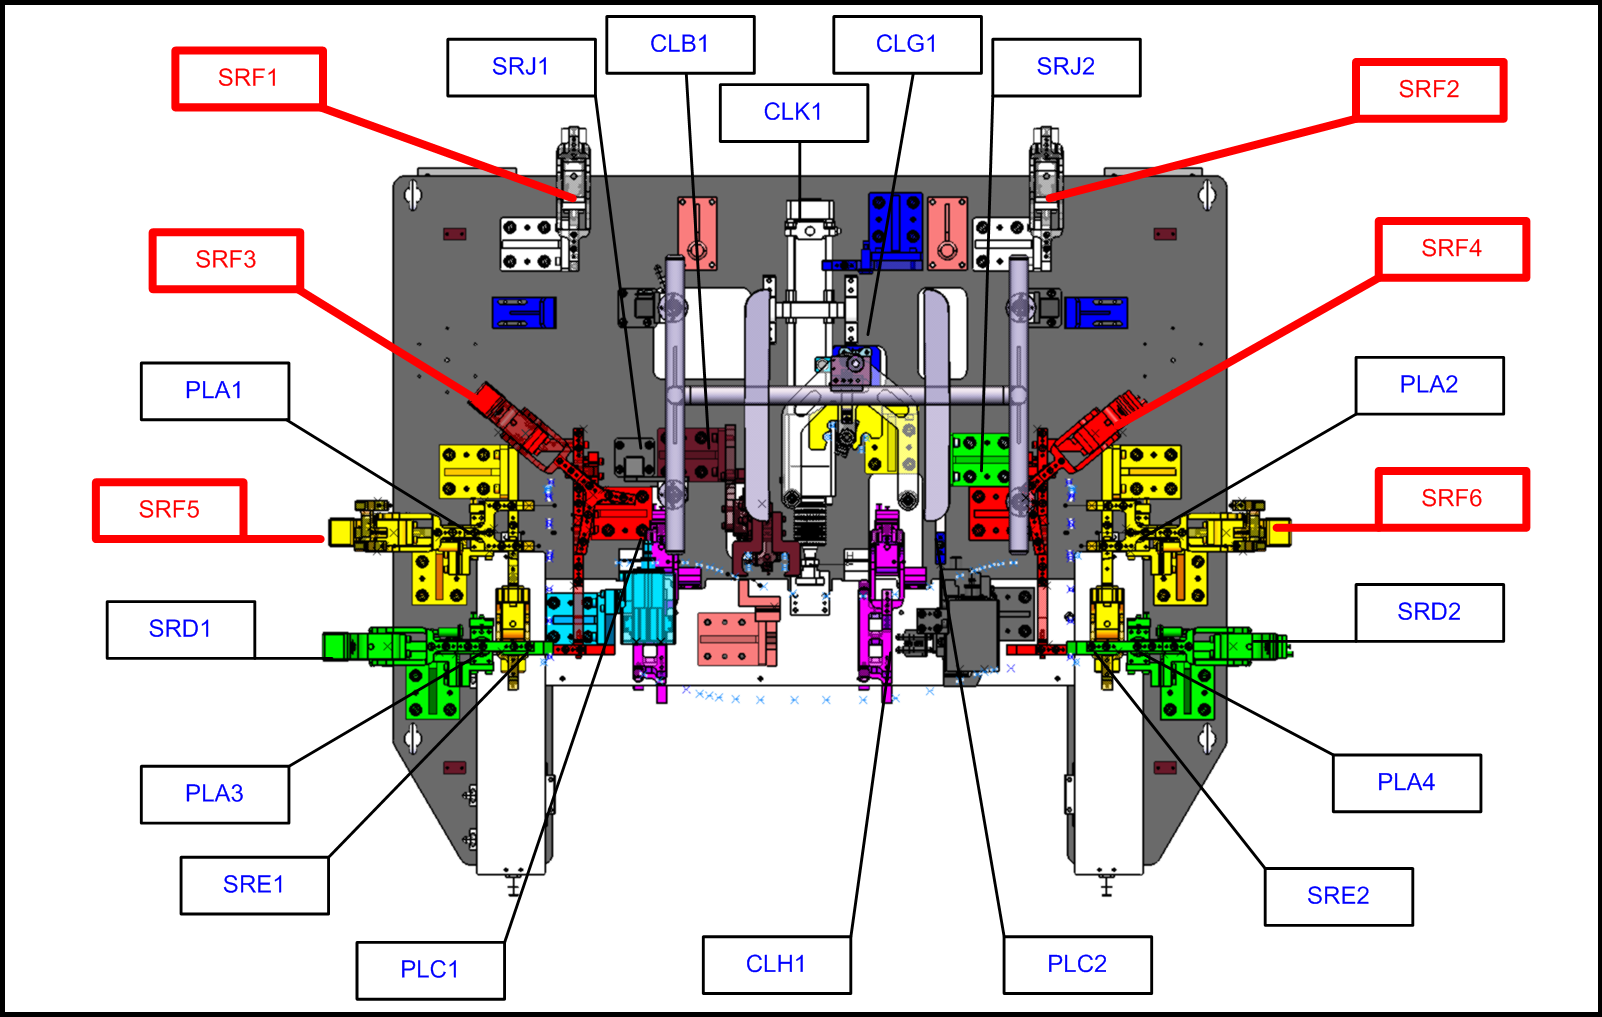 CLB1
CLG1
SRJ1
SRJ2
SRF1
SRF2
CLK1
SRF3
SRF4
PLA1
PLA2
SRF5
SRF6
SRD1
SRD2
PLA3
PLA4
SRE1
SRE2
PLC1
CLH1
PLC2